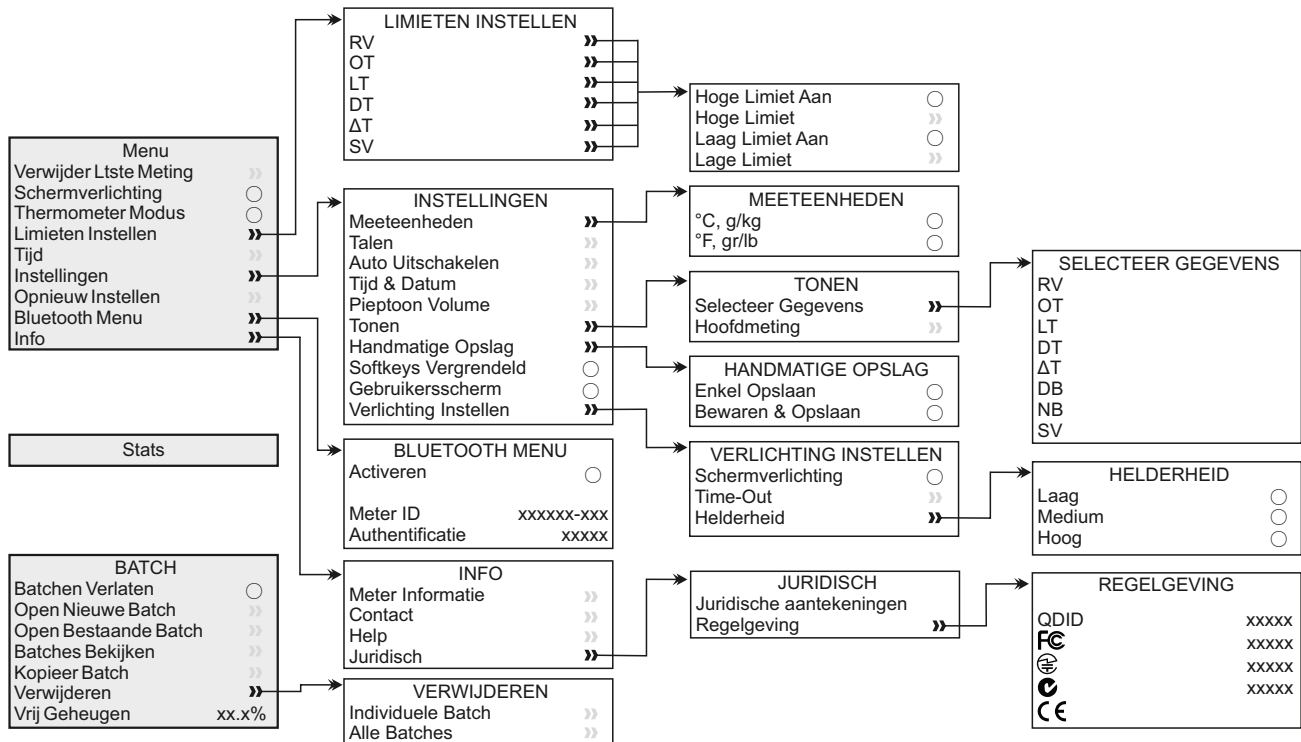 Menu
Verwijder Ltste Meting »
Schermverlichting
Thermometer Modus
Limieten Instellen »
Tijd »
Instellingen »
Opnieuw Instellen »
Bluetooth Menu »
Info »
Stats
BATCH
Batchen Verlaten
Open Nieuwe Batch »
Open Bestaande Batch »
Batches Bekijken »
Kopieer Batch »
Verwijderen »
Vrij Geheugen xx.x%
LIMIETEN INSTELLEN
RV »
OT »
LT »
DT »
ΔT »
SV »
INSTELLINGEN
Meeteenheden »
Talen »
Auto Uitschakelen »
Tijd & Datum »
Pieptoon Volume »
Tonen »
Handmatige Opslag »
Softkeys Vergrendeld
Gebruikersscherm
Verlichting Instellen »
BLUETOOTH MENU
Activeren
Meter ID xxxxxx-xxx
Authentificatie xxxxx
INFO
Meter Informatie »
Contact »
Help »
Juridisch »
VERWIJDEREN
Individuele Batch »
Alle Batches »
Hoge Limiet Aan
Hoge Limiet »
Laag Limiet Aan
Lage Limiet »
MEETEENHEDEN
°C, g/kg
°F, gr/lb
TONEN
Selecteer Gegevens »
Hoofdmeting »
HANDMATIGE OPSLAG
Enkel Opslaan
Bewaren & Opslaan
VERLICHTING INSTELLEN
Schermverlichting
Time-Out »
Helderheid »
JURIDISCH
Juridische aantekeningen
Regelgeving »
SELECTEER GEGEVENS
RV
OT
LT
DT
ΔT
DB
NB
SV
HELDERHEID
Laag
Medium
Hoog
REGELGEVING
QDID xxxxx
FC xxxxx
xxxxx
xxxxx
CE